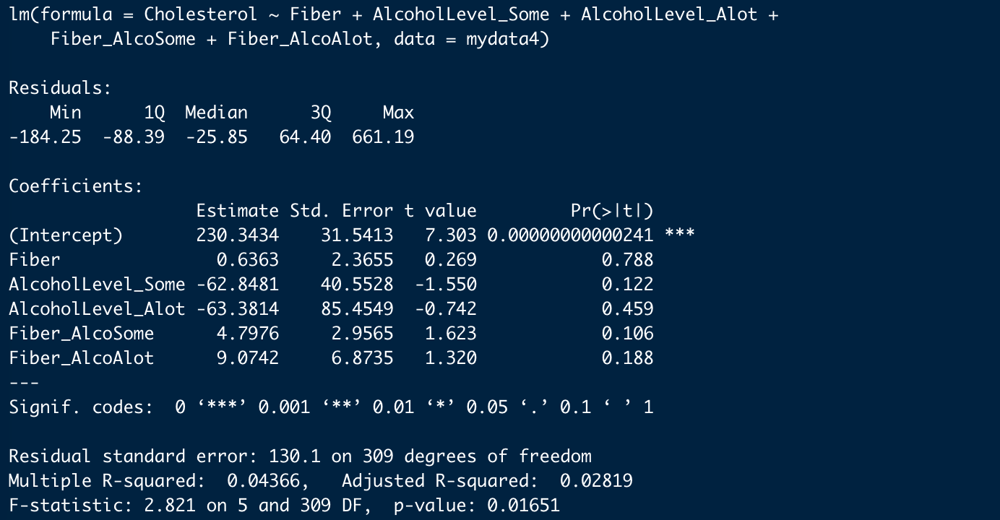 lm(formula = Cholesterol ~ Fiber + AlcoholLevel_Some + AlcoholLevel_Alot +
    Fiber_AlcoSome + Fiber_AlcoAlot, data = mydata4)

Residuals:
    Min      1Q  Median      3Q     Max
-184.25  -88.39  -25.85   64.40  661.19

Coefficients:
                  Estimate Std. Error t value         Pr(>|t|)
(Intercept)       230.3434    31.5413   7.303 0.00000000000241 ***
Fiber               0.6363     2.3655   0.269            0.788
AlcoholLevel_Some -62.8481    40.5528  -1.550            0.122
AlcoholLevel_Alot -63.3814    85.4549  -0.742            0.459
Fiber_AlcoSome      4.7976     2.9565   1.623            0.106
Fiber_AlcoAlot      9.0742     6.8735   1.320            0.188
---
Signif. codes:  0 ‘***’ 0.001 ‘**’ 0.01 ‘*’ 0.05 ‘.’ 0.1 ‘ ’ 1

Residual standard error: 130.1 on 309 degrees of freedom
Multiple R-squared:  0.04366,   Adjusted R-squared:  0.02819
F-statistic: 2.821 on 5 and 309 DF,  p-value: 0.01651